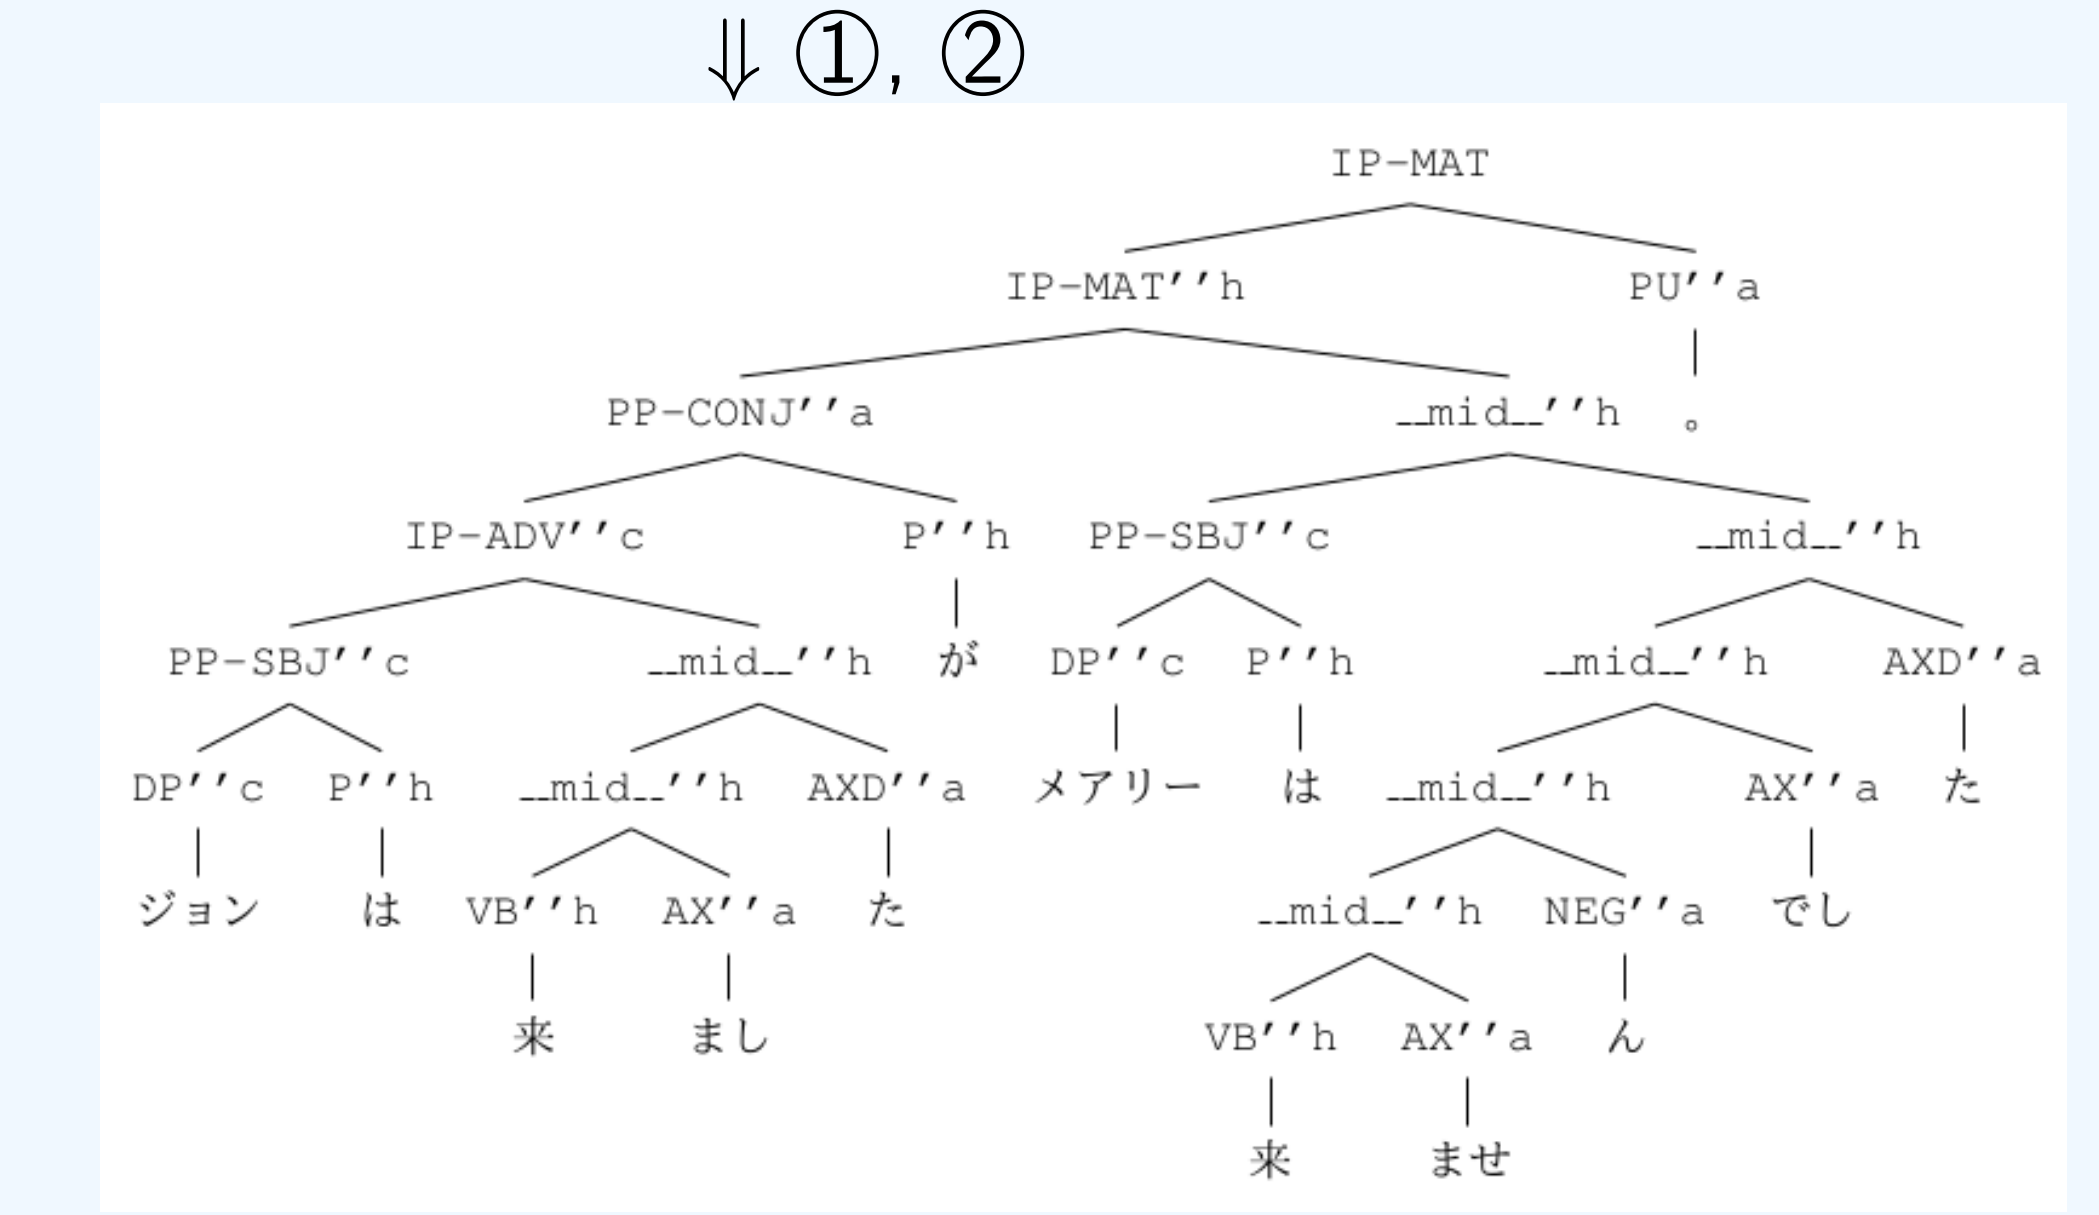 ⇓ ①, ②
IP-MAT
IP-MAT′′h PU′′a
PP-CONJ′′a __mid__′′h 。
IP-ADV′′c P′′h PP-SBJ′′c __mid__′′h
PP-SBJ′′c __mid__′′h が DP′′c P′′h __mid__′′h AXD′′a
DP′′c P′′h __mid__′′h AXD′′a メアリー は __mid__′′h AX′′a た
ジョン は VB′′h AX′′a た __mid__′′h NEG′′a でし
来 まし VB′′h AX′′a ん
来 ませ